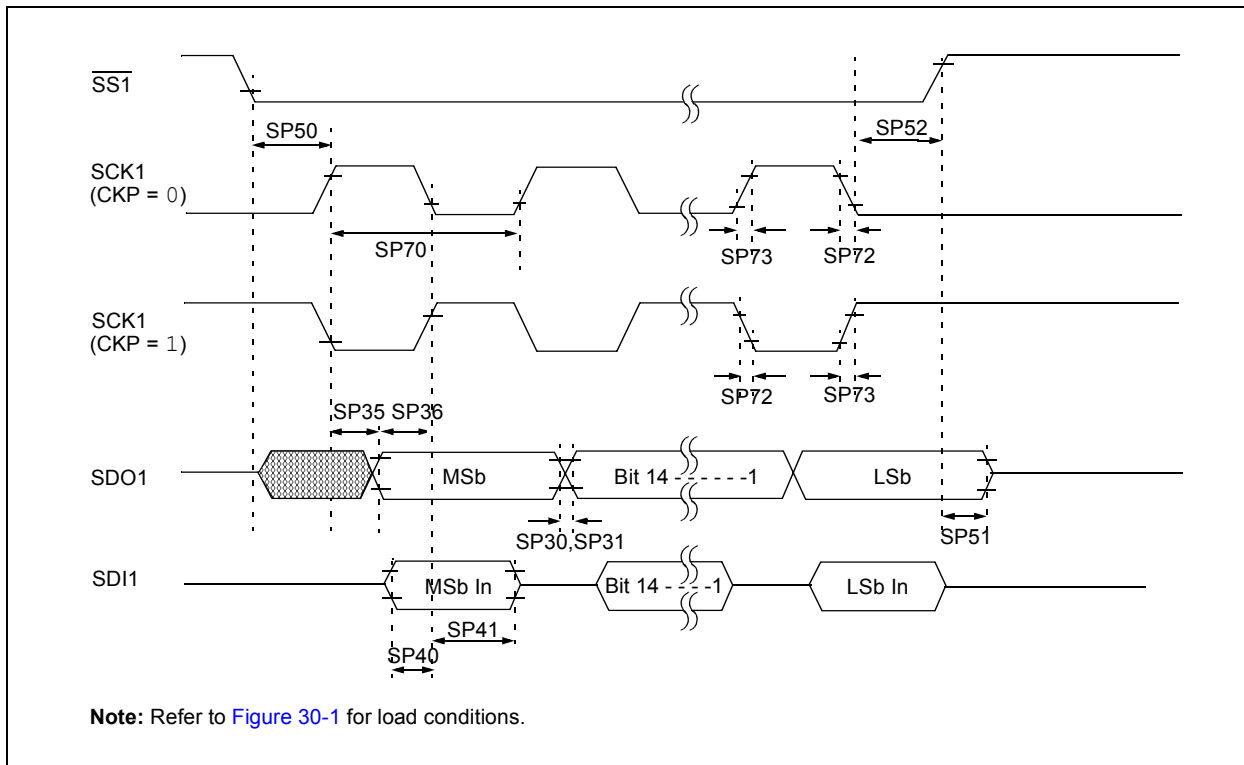 SS1
SP50
SP52
SCK1
(CKP = 0)
SP70
SP73
SP72
SCK1
(CKP = 1)
SP72
SP73
SP35
SP36
SDO1
MSb
Bit 14 - - - - - -1
LSb
SP30,SP31
SP51
SDI1
MSb In
Bit 14 - - - -1
LSb In
SP41
SP40
Note: Refer to Figure 30-1 for load conditions.